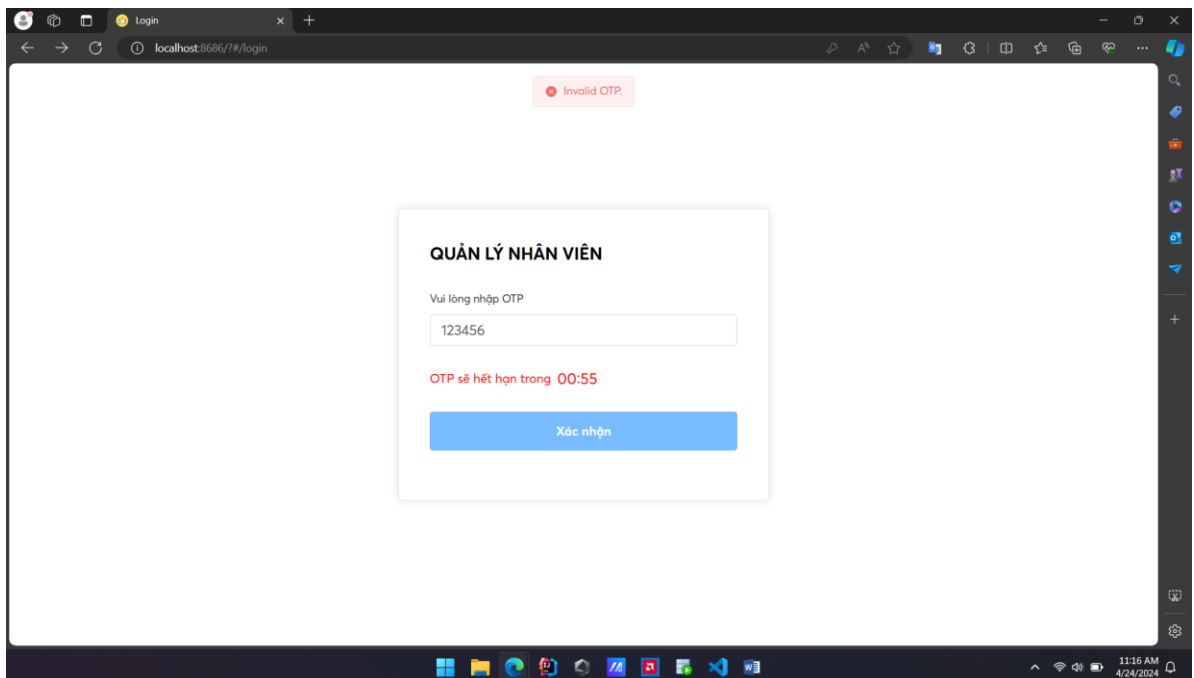 Login
localhost:8686/?#/login
Invalid OTP.
QUẢN LÝ NHÂN VIÊN
Vui lòng nhập OTP
123456
OTP sẽ hết hạn trong 00:55
Xác nhận
11:16 AM
4/24/2024